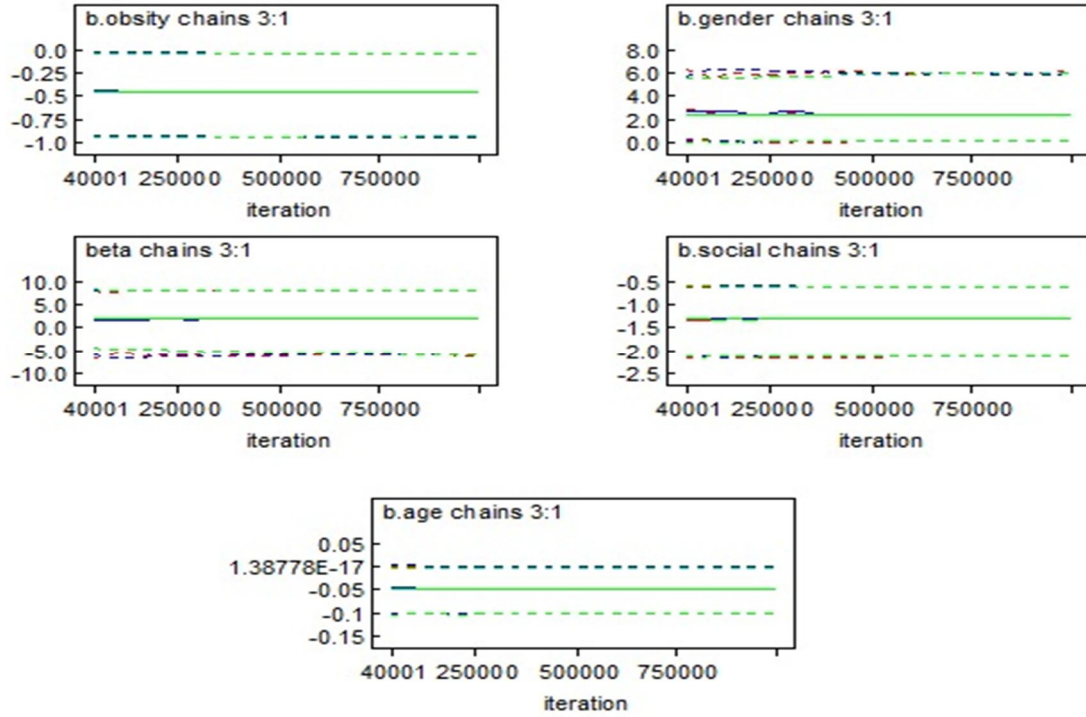 b.obsity chains 3:1
0.0
-0.25
-0.5
-0.75
-1.0
40001 250000 500000 750000
iteration
b.gender chains 3:1
8.0
6.0
4.0
2.0
0.0
40001 250000 500000 750000
iteration
beta chains 3:1
10.0
5.0
0.0
-5.0
-10.0
40001 250000 500000 750000
iteration
b.social chains 3:1
-0.5
-1.0
-1.5
-2.0
-2.5
40001 250000 500000 750000
iteration
b.age chains 3:1
0.05
1.38778E-17
-0.05
-0.1
-0.15
40001 250000 500000 750000
iteration